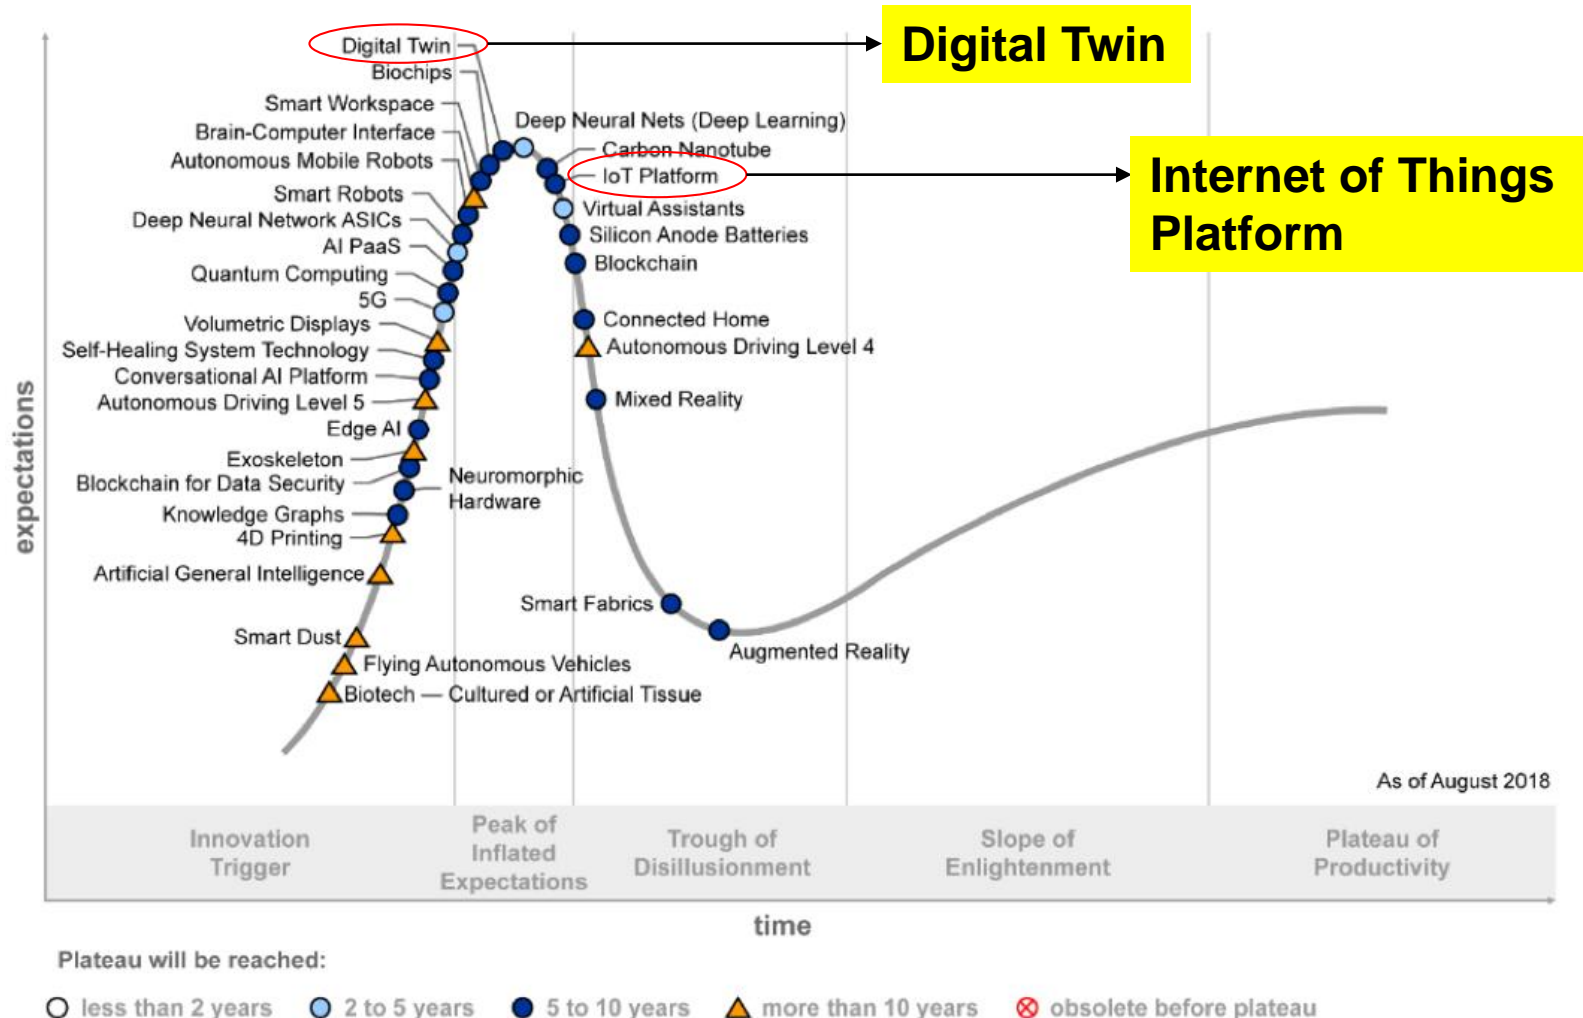 Digital Twin
Digital Twin
Biochips
Smart Workspace
Deep Neural Nets (Deep Learning)
Brain-Computer Interface
Carbon Nanotube
Autonomous Mobile Robots
IoT Platform
Internet of Things
Platform
Smart Robots
Virtual Assistants
Deep Neural Network ASICs
Silicon Anode Batteries
AI PaaS
Blockchain
Quantum Computing
5G
Connected Home
Volumetric Displays
Autonomous Driving Level 4
Self-Healing System Technology
Conversational AI Platform
Mixed Reality
Autonomous Driving Level 5
Edge AI
Exoskeleton
Neuromorphic
Hardware
Blockchain for Data Security
Knowledge Graphs
4D Printing
Artificial General Intelligence
Smart Fabrics
Smart Dust
Augmented Reality
Flying Autonomous Vehicles
Biotech — Cultured or Artificial Tissue
expectations
As of August 2018
Innovation
Trigger
Peak of
Inflated
Expectations
Trough of
Disillusionment
Slope of
Enlightenment
Plateau of
Productivity
time
Plateau will be reached:
less than 2 years
2 to 5 years
5 to 10 years
more than 10 years
obsolete before plateau